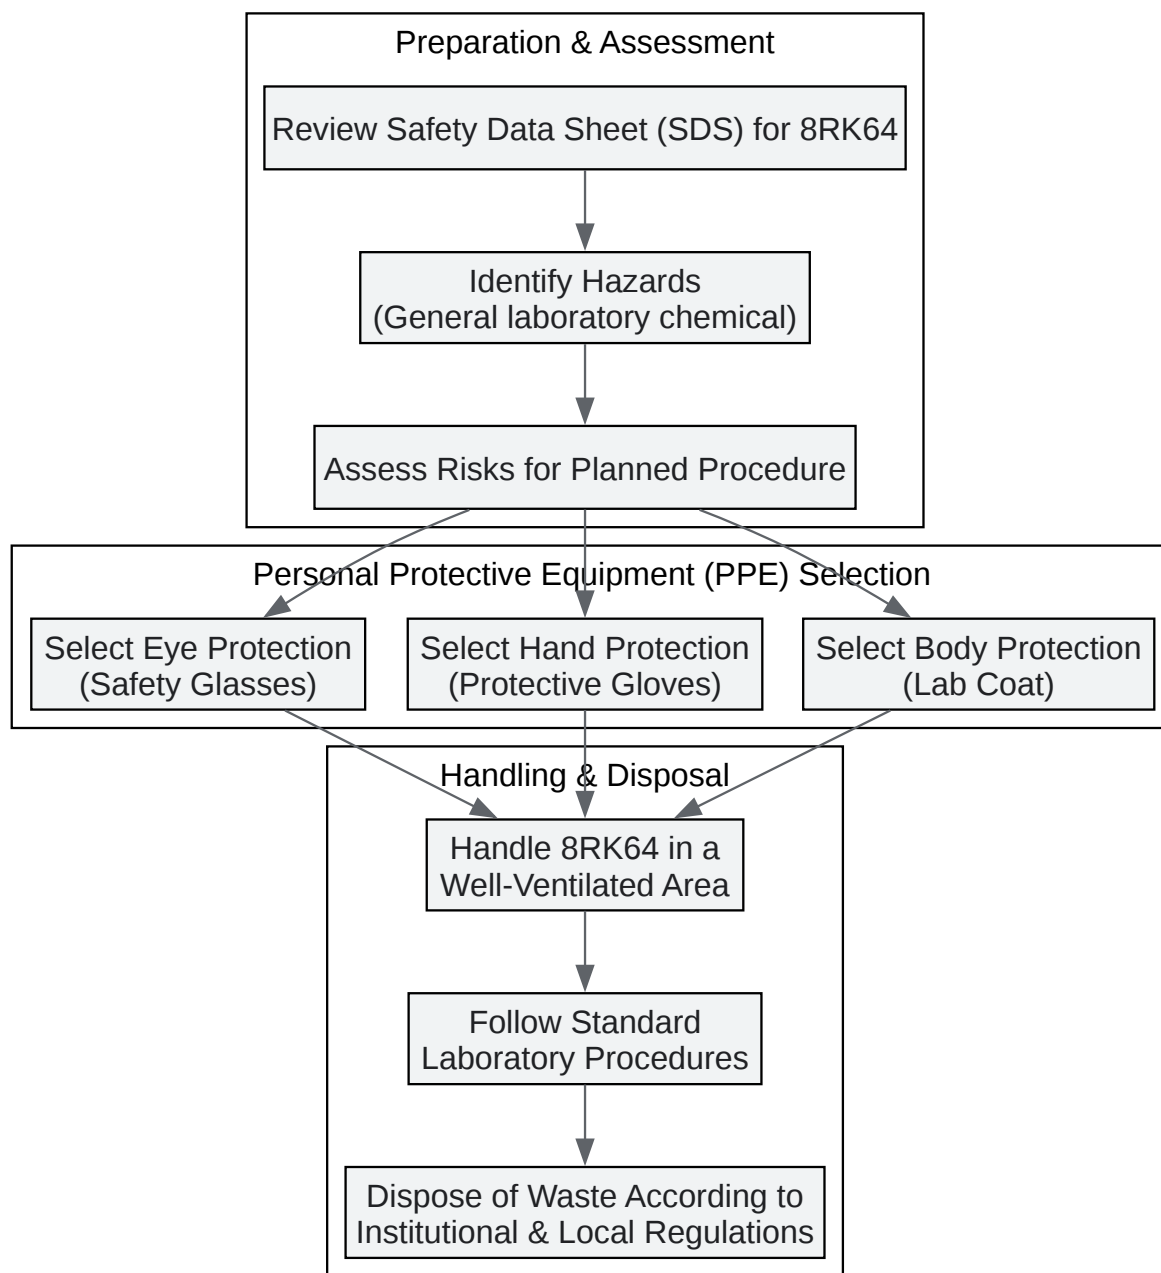 Preparation & Assessment
Review Safety Data Sheet (SDS) for 8RK64
Identify Hazards
(General laboratory chemical)
Assess Risks for Planned Procedure
Personal Protective Equipment (PPE) Selection
Select Eye Protection
(Safety Glasses)
Select Hand Protection
(Protective Gloves)
Select Body Protection
(Lab Coat)
Handling & Disposal
Handle 8RK64 in a
Well-Ventilated Area
Follow Standard
Laboratory Procedures
Dispose of Waste According to
Institutional & Local Regulations